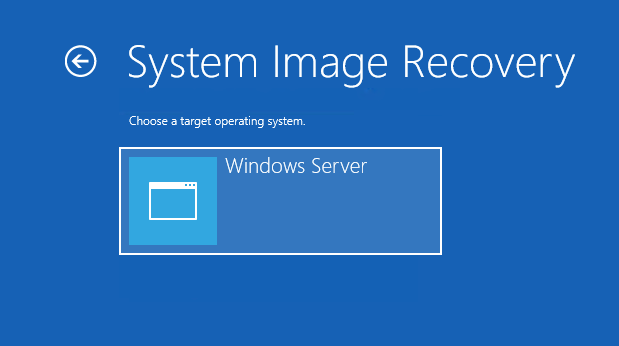 System Image Recovery
Choose a target operating system.
Windows Server